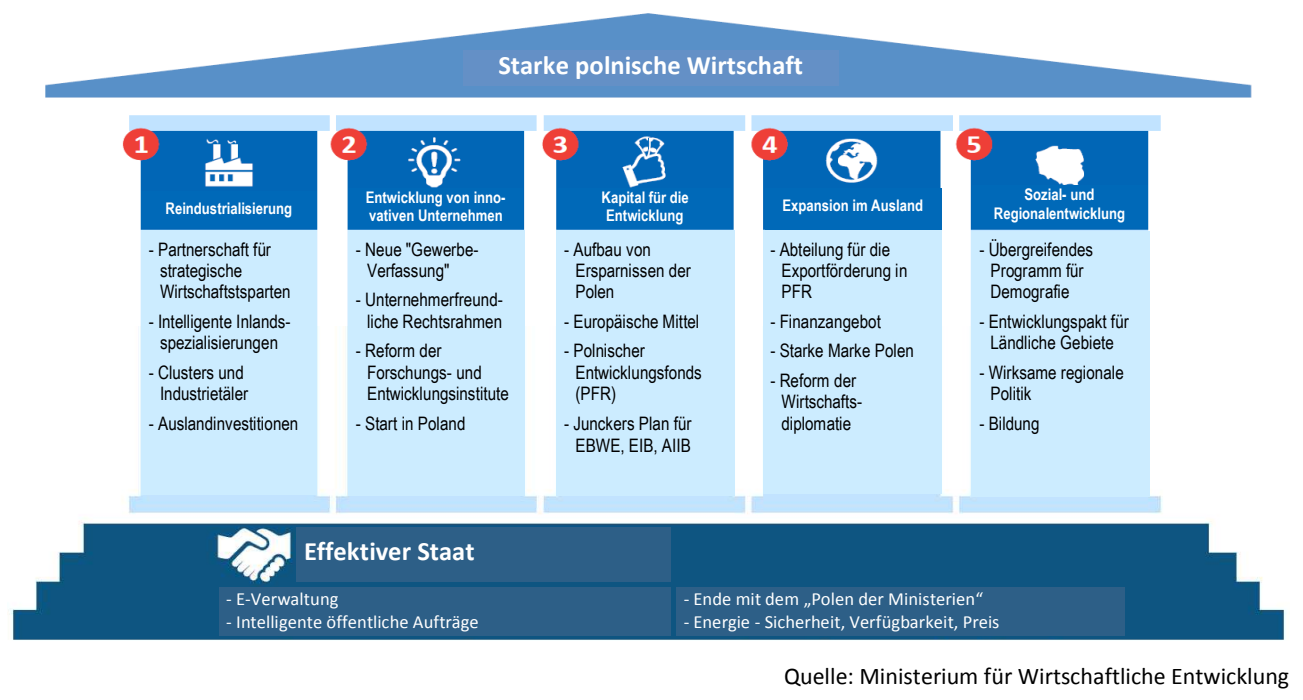 Starke polnische Wirtschaft
1
Reindustrialisierung
- Partnerschaft für
strategische
Wirtschaftstsparten
- Intelligente Inlands-
spezialisierungen
- Clusters und
Industrietäler
- Auslandinvestitionen
2
Entwicklung von inno-
vativen Unternehmen
- Neue "Gewerbe-
Verfassung"
- Unternehmerfreund-
liche Rechtsrahmen
- Reform der
Forschungs- und
Entwicklungsinstitute
- Start in Poland
3
Kapital für die
Entwicklung
- Aufbau von
Ersparnissen der
Polen
- Europäische Mittel
- Polnischer
Entwicklungsfonds
(PFR)
- Junckers Plan für
EBWE, EIB, AIIB
4
Expansion im Ausland
- Abteilung für die
Exportförderung in
PFR
- Finanzangebot
- Starke Marke Polen
- Reform der
Wirtschafts-
diplomatie
5
Sozial- und
Regionalentwicklung
- Übergreifendes
Programm für
Demografie
- Entwicklungspakt für
Ländliche Gebiete
- Wirksame regionale
Politik
- Bildung
Effektiver Staat
- E-Verwaltung
- Intelligente öffentliche Aufträge
- Ende mit dem „Polen der Ministerien“
- Energie - Sicherheit, Verfügbarkeit, Preis
Quelle: Ministerium für Wirtschaftliche Entwicklung